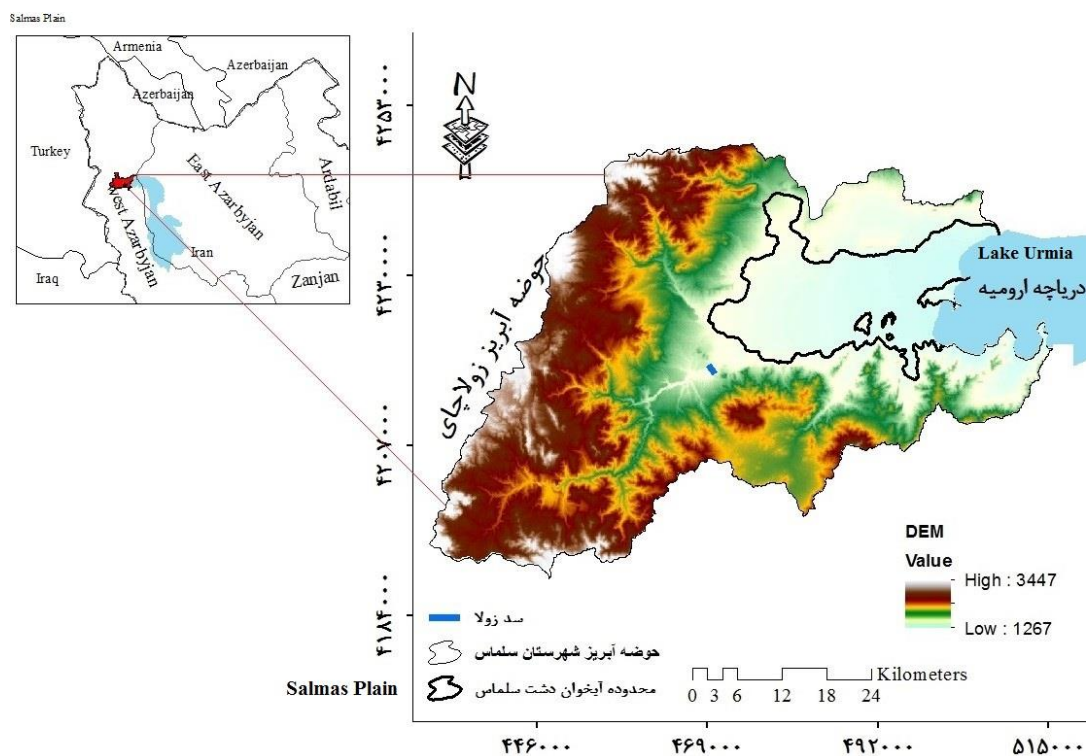 Salmas Plain
Armenia
Azerbaijan
Azerbaijan
Turkey
East Azarbyjan
Ardabil
West Azarbyjan
Iran
Iraq
Zanjan
N
۴۲۵۳۰۰۰
۴۲۳۰۰۰۰
۴۲۰۷۰۰۰
۴۱۸۴۰۰۰
حوضه آبریز زولاچای
Lake Urmia
دریاچه ارومیه
DEM
Value
High : 3447
Low : 1267
سد زولا
حوضه آبریز شهرستان سلماس
محدوده آبخوان دشت سلماس
Salmas Plain
Kilometers
0 3 6 12 18 24
۴۴۶۰۰۰ ۴۶۹۰۰۰ ۴۹۲۰۰۰ ۵۱۵۰۰۰